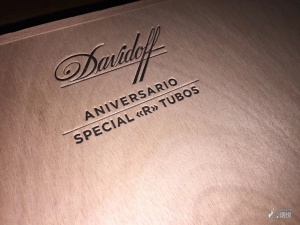 Davidoff
ANIVERSARIO
SPECIAL «R» TUBOS